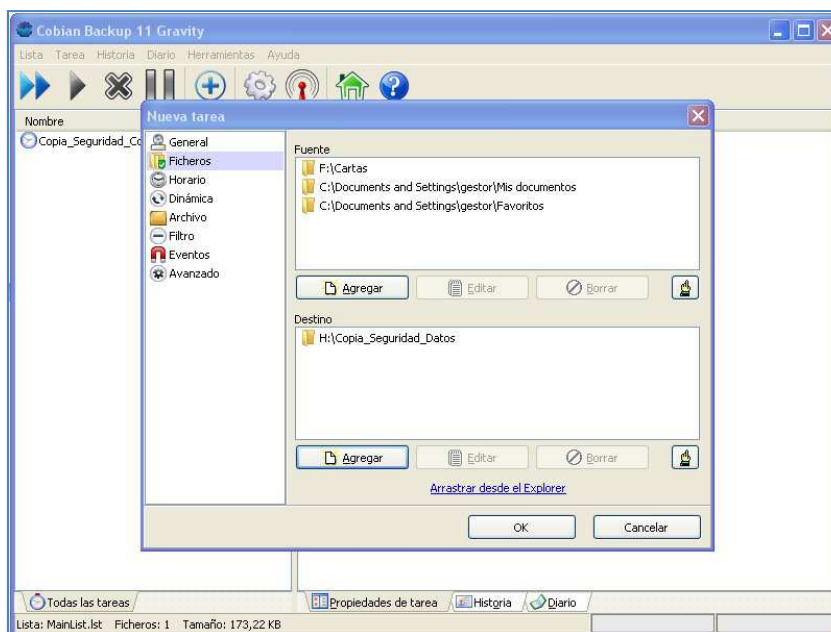 Cobian Backup 11 Gravity
Lista Tarea Historia Diario Herramientas Ayuda
Nombre
Copia_Seguridad_Co
Nueva tarea
General
Ficheros
Horario
Dinámica
Archivo
Filtro
Eventos
Avanzado
Fuente
F:\Cartas
C:\Documents and Settings\gestor\Mis documentos
C:\Documents and Settings\gestor\Favoritos
Agregar Editar Borrar
Destino
H:\Copia_Seguridad_Datos
Agregar Editar Borrar
Arrastrar desde el Explorer
OK Cancelar
Todas las tareas
Propiedades de tarea Historia Diario
Lista: MainList.lst Ficheros: 1 Tamaño: 173,22 KB